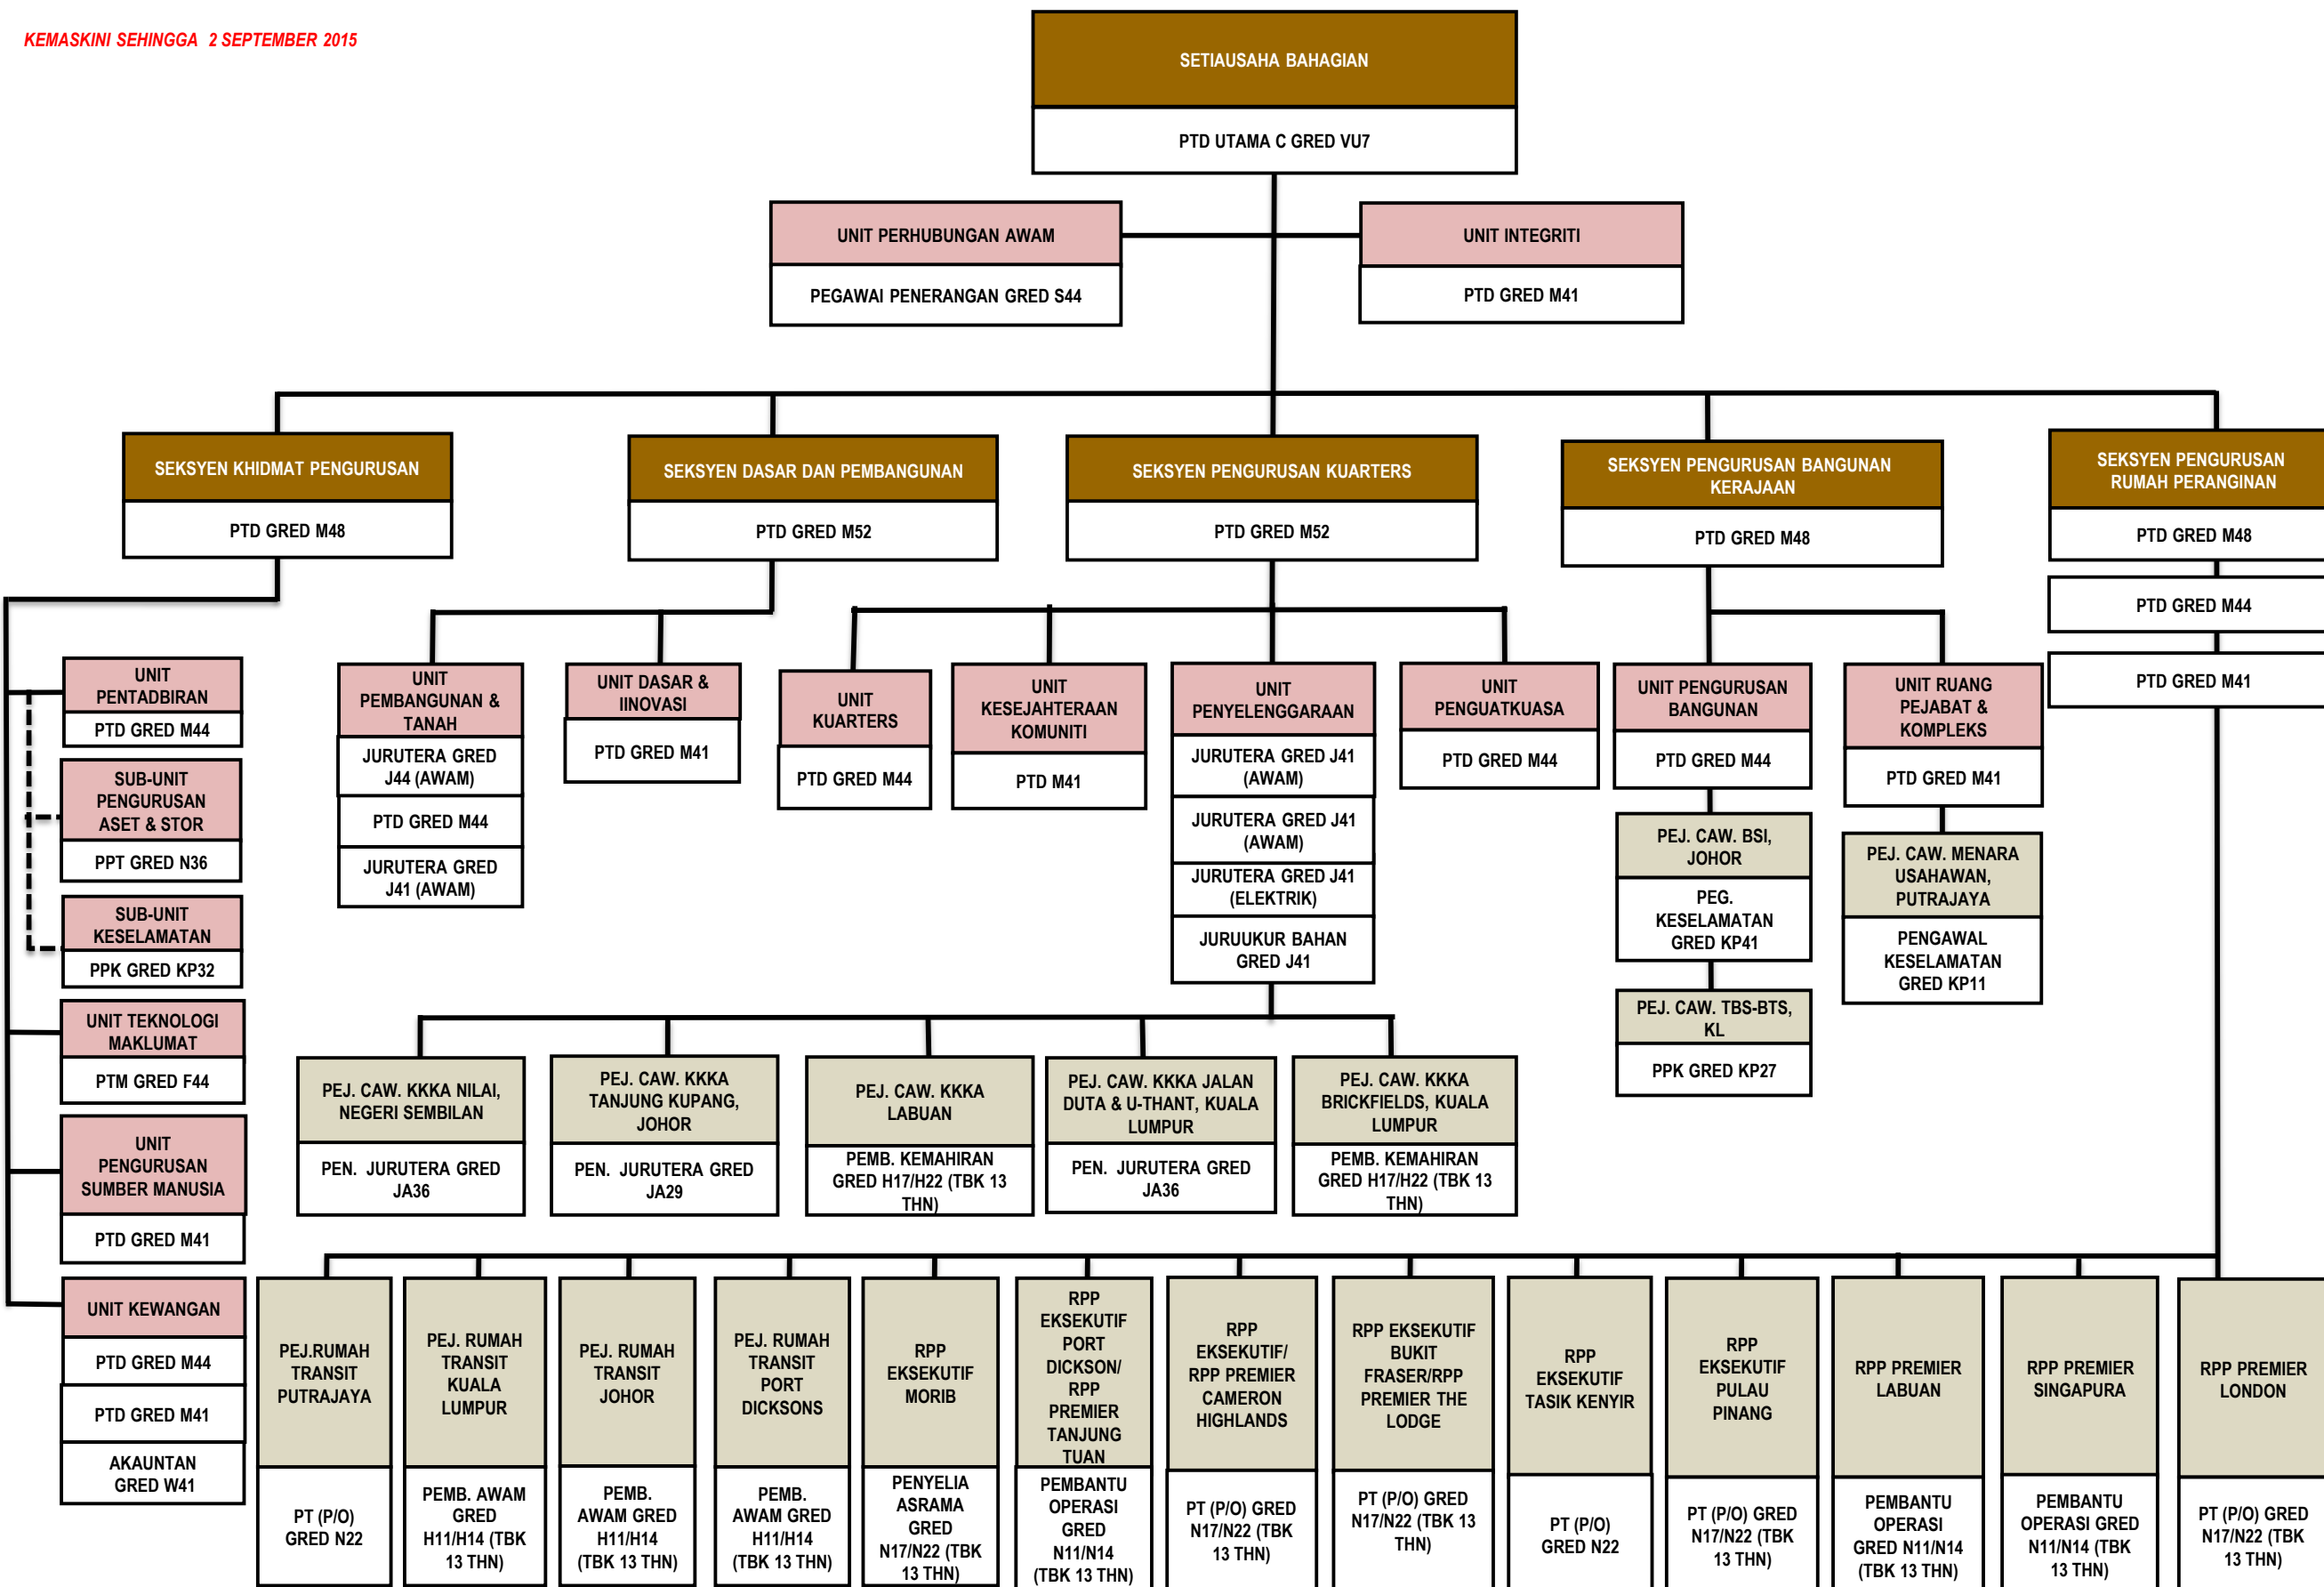 KEMASKINI SEHINGGA 2 SEPTEMBER 2015
SETIAUSAHA BAHAGIAN
PTD UTAMA C GRED VU7
UNIT PERHUBUNGAN AWAM
PEGAWAI PENERANGAN GRED S44
UNIT INTEGRITI
PTD GRED M41
SEKSYEN KHIDMAT PENGURUSAN
PTD GRED M48
SEKSYEN DASAR DAN PEMBANGUNAN
PTD GRED M52
SEKSYEN PENGURUSAN KUARTERS
PTD GRED M52
SEKSYEN PENGURUSAN BANGUNAN
KERAJAAN
PTD GRED M48
SEKSYEN PENGURUSAN
RUMAH PERANGINAN
PTD GRED M48
PTD GRED M44
PTD GRED M41
UNIT
PENTADBIRAN
PTD GRED M44
SUB-UNIT
PENGURUSAN
ASET & STOR
PPT GRED N36
SUB-UNIT
KESELAMATAN
PPK GRED KP32
UNIT TEKNOLOGI
MAKLUMAT
PTM GRED F44
UNIT
PENGURUSAN
SUMBER MANUSIA
PTD GRED M41
UNIT KEWANGAN
PTD GRED M44
PTD GRED M41
AKAUNTAN
GRED W41
UNIT
PEMBANGUNAN &
TANAH
JURUTERA GRED
J44 (AWAM)
PTD GRED M44
JURUTERA GRED
J41 (AWAM)
UNIT DASAR &
IINOVASI
PTD GRED M41
UNIT
KUARTERS
PTD GRED M44
UNIT
KESEJAHTERAAN
KOMUNITI
PTD M41
UNIT
PENYELENGGARAAN
JURUTERA GRED J41
(AWAM)
JURUTERA GRED J41
(AWAM)
JURUTERA GRED J41
(ELEKTRIK)
JURUUKUR BAHAN
GRED J41
UNIT
PENGUATKUASA
PTD GRED M44
UNIT PENGURUSAN
BANGUNAN
PTD GRED M44
PEJ. CAW. BSI,
JOHOR
PEG.
KESELAMATAN
GRED KP41
PEJ. CAW. TBS-BTS,
KL
PPK GRED KP27
UNIT RUANG
PEJABAT &
KOMPLEKS
PTD GRED M41
PEJ. CAW. MENARA
USAHAWAN,
PUTRAJAYA
PENGAWAL
KESELAMATAN
GRED KP11
PEJ. CAW. KKKA NILAI,
NEGERI SEMBILAN
PEN. JURUTERA GRED
JA36
PEJ. CAW. KKKA
TANJUNG KUPANG,
JOHOR
PEN. JURUTERA GRED
JA29
PEJ. CAW. KKKA
LABUAN
PEMB. KEMAHIRAN
GRED H17/H22 (TBK 13
THN)
PEJ. CAW. KKKA JALAN
DUTA & U-THANT, KUALA
LUMPUR
PEN. JURUTERA GRED
JA36
PEJ. CAW. KKKA
BRICKFIELDS, KUALA
LUMPUR
PEMB. KEMAHIRAN
GRED H17/H22 (TBK 13
THN)
PEJ.RUMAH
TRANSIT
PUTRAJAYA
PT (P/O)
GRED N22
PEJ. RUMAH
TRANSIT
KUALA
LUMPUR
PEMB. AWAM
GRED
H11/H14 (TBK
13 THN)
PEJ. RUMAH
TRANSIT
JOHOR
PEMB.
AWAM GRED
H11/H14
(TBK 13 THN)
PEJ. RUMAH
TRANSIT
PORT
DICKSONS
PEMB.
AWAM GRED
H11/H14
(TBK 13 THN)
RPP
EKSEKUTIF
MORIB
PENYELIA
ASRAMA
GRED
N17/N22 (TBK
13 THN)
RPP
EKSEKUTIF
PORT
DICKSON/
RPP
PREMIER
TANJUNG
TUAN
PEMBANTU
OPERASI
GRED
N11/N14
(TBK 13 THN)
RPP
EKSEKUTIF/
RPP PREMIER
CAMERON
HIGHLANDS
PT (P/O) GRED
N17/N22 (TBK
13 THN)
RPP EKSEKUTIF
BUKIT
FRASER/RPP
PREMIER THE
LODGE
PT (P/O) GRED
N17/N22 (TBK 13
THN)
RPP
EKSEKUTIF
TASIK KENYIR
PT (P/O)
GRED N22
RPP
EKSEKUTIF
PULAU
PINANG
PT (P/O) GRED
N17/N22 (TBK
13 THN)
RPP PREMIER
LABUAN
PEMBANTU
OPERASI
GRED N11/N14
(TBK 13 THN)
RPP PREMIER
SINGAPURA
PEMBANTU
OPERASI GRED
N11/N14 (TBK
13 THN)
RPP PREMIER
LONDON
PT (P/O) GRED
N17/N22 (TBK
13 THN)